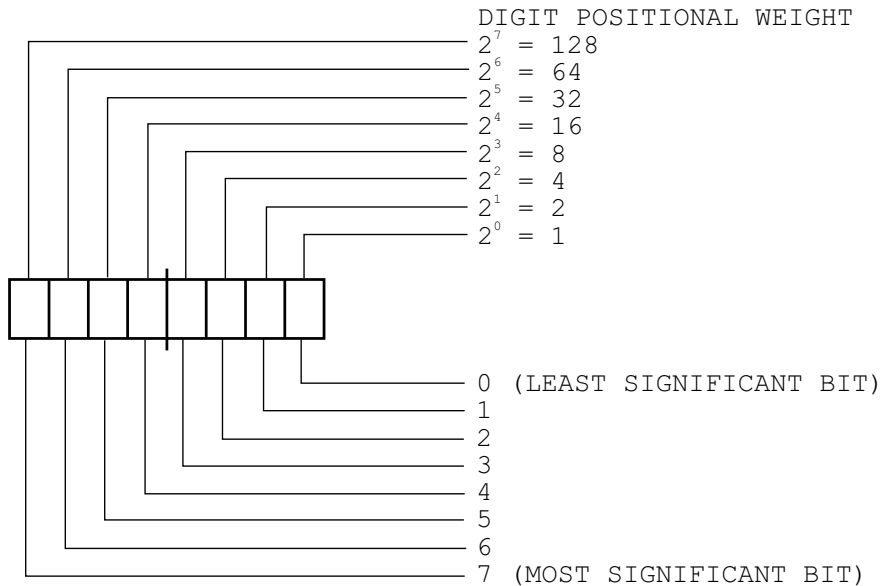 DIGIT POSITIONAL WEIGHT
2⁷ = 128
2⁶ = 64
2⁵ = 32
2⁴ = 16
2³ = 8
2² = 4
2¹ = 2
2⁰ = 1
0 (LEAST SIGNIFICANT BIT)
1
2
3
4
5
6
7 (MOST SIGNIFICANT BIT)